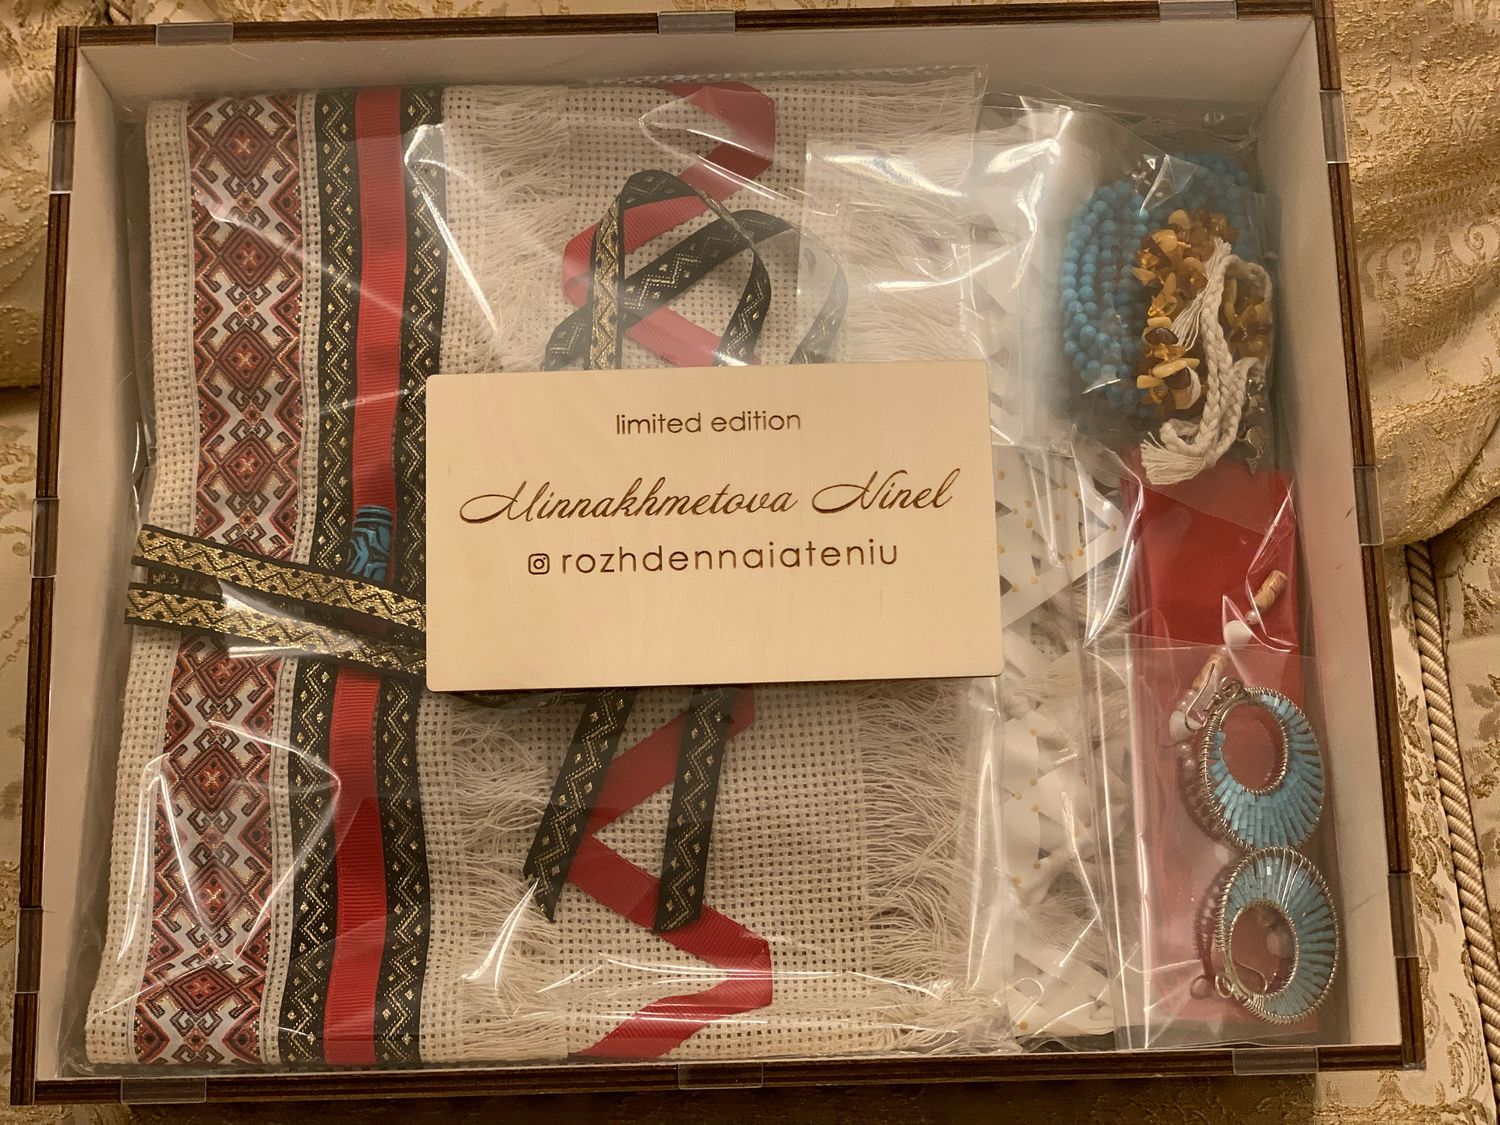 limited edition
Minnakhmetova Ninel
rozhdennaiateniu